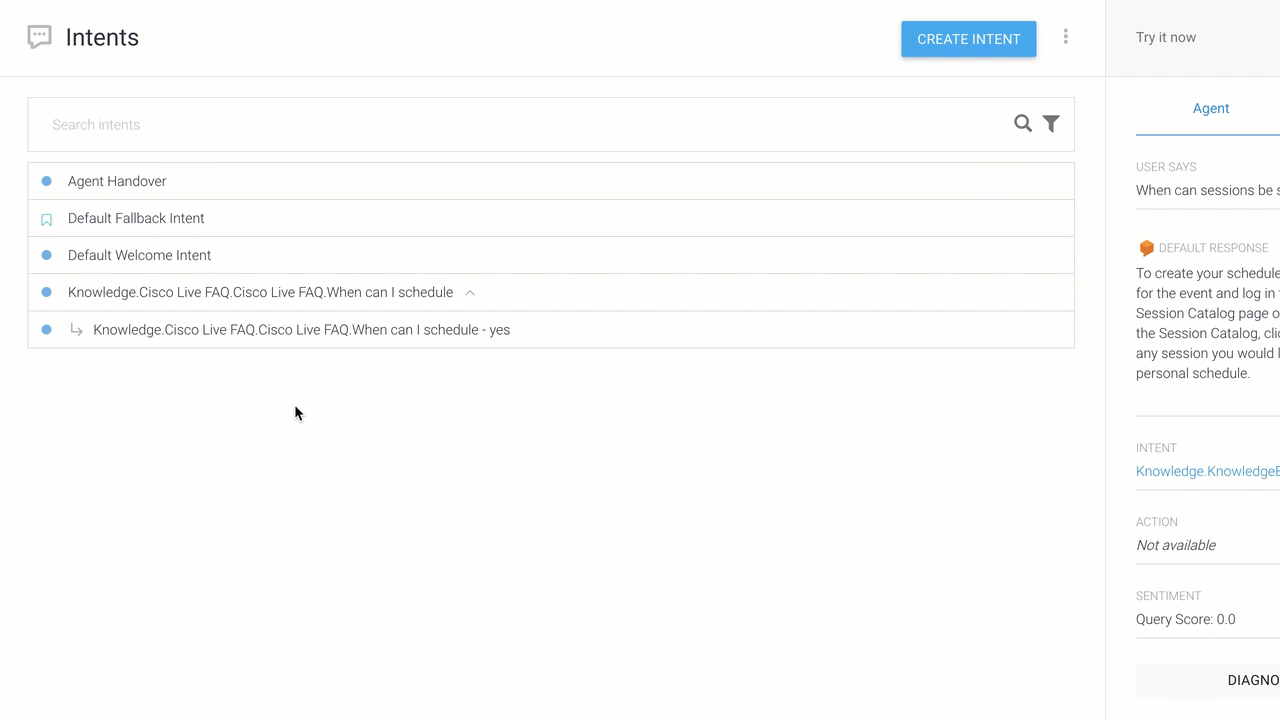 Intents
CREATE INTENT
Try it now
Search intents
Agent
Agent Handover
Default Fallback Intent
Default Welcome Intent
Knowledge.Cisco Live FAQ.Cisco Live FAQ.When can I schedule
Knowledge.Cisco Live FAQ.Cisco Live FAQ.When can I schedule - yes
USER SAYS
When can sessions be
DEFAULT RESPONSE
To create your schedule
for the event and log in
Session Catalog page
the Session Catalog,
any session you would
personal schedule.
INTENT
Knowledge.Knowledge
ACTION
Not available
SENTIMENT
Query Score: 0.0
DIAGNO